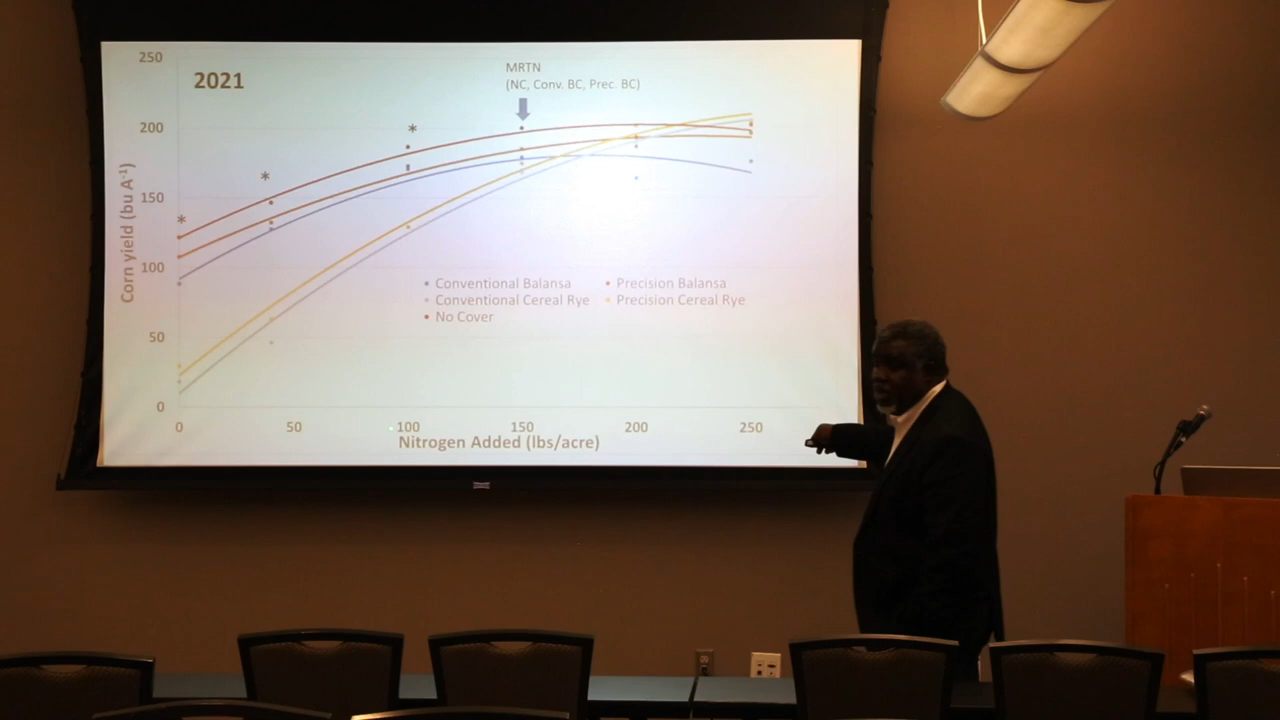 250
2021
MRTN
(NC, Conv. BC, Prec. BC)
200
*
*
150
*
Corn yield (bu A⁻¹)
100
Conventional Balansa
Precision Balansa
Conventional Cereal Rye
Precision Cereal Rye
No Cover
50
0
0
50
100
150
200
250
Nitrogen Added (lbs/acre)